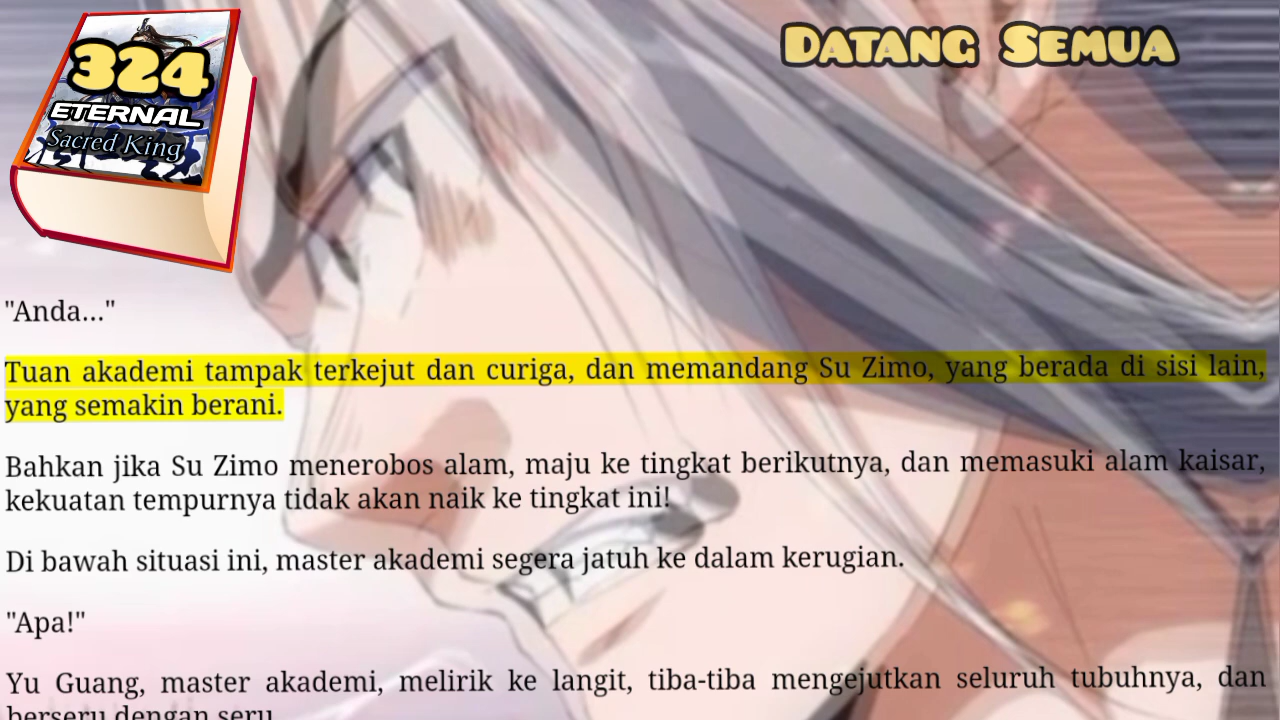 324
ETERNAL
Sacred King
DATANG SEMUA
"Anda..."
Tuan akademi tampak terkejut dan curiga, dan memandang Su Zimo, yang berada di sisi lain,
yang semakin berani.
Bahkan jika Su Zimo menerobos alam, maju ke tingkat berikutnya, dan memasuki alam kaisar,
kekuatan tempurnya tidak akan naik ke tingkat ini!
Di bawah situasi ini, master akademi segera jatuh ke dalam kerugian.
"Apa!"
Yu Guang, master akademi, melirik ke langit, tiba-tiba mengejutkan seluruh tubuhnya, dan
berseru dengan seru.